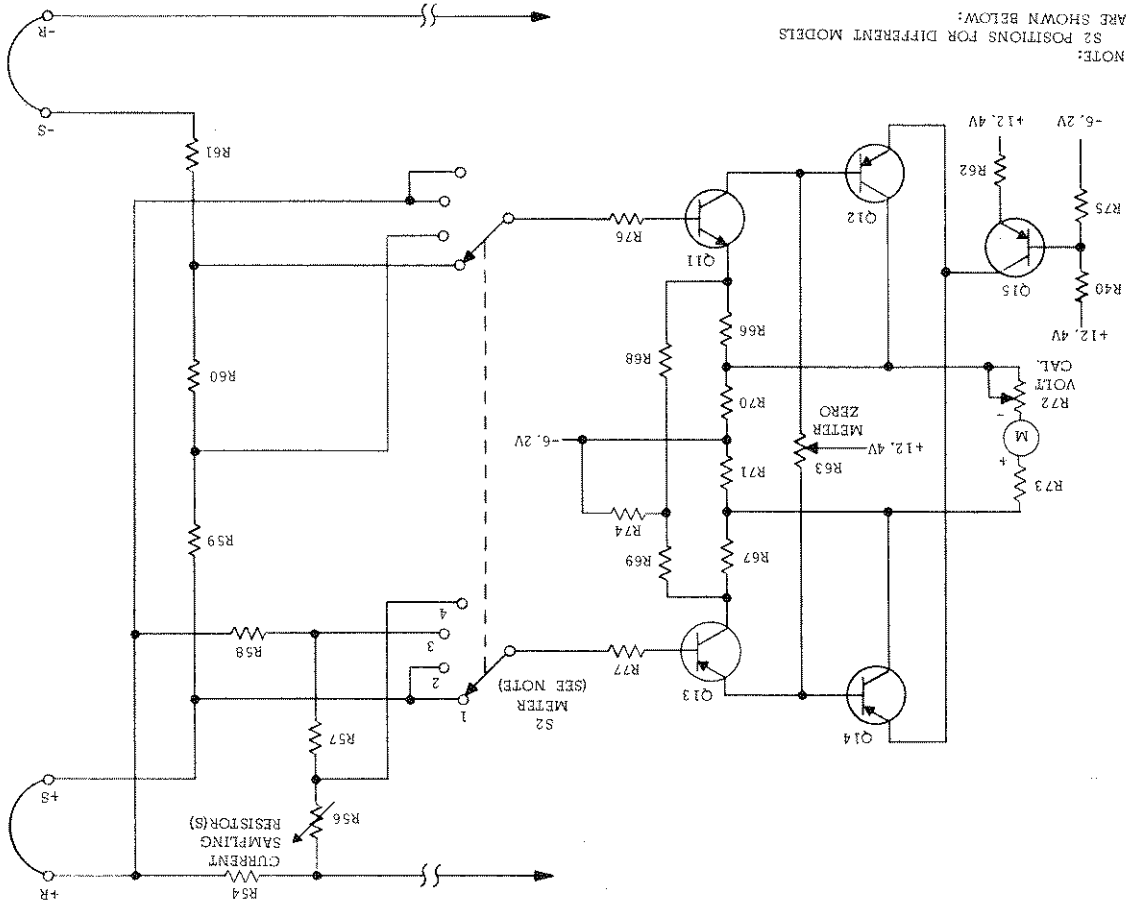 R54
+R
CURRENT
SAMPLING
RESISTOR(S)
R56
+S
Q14
R57
S2
METER
(SEE NOTE)
1
Q13
R77
2
R58
3
4
R69
R67
R59
R74
R73
+
M
-
R71
+12.4V
R63
METER
ZERO
-6.2V
R72
VOLT
CAL.
R70
R60
R68
R66
+12.4V
R40
Q15
R75
R62
-6.2V
+12.4V
Q12
Q11
R76
R61
-S
-R
NOTE:
S2 POSITIONS FOR DIFFERENT MODELS
ARE SHOWN BELOW: